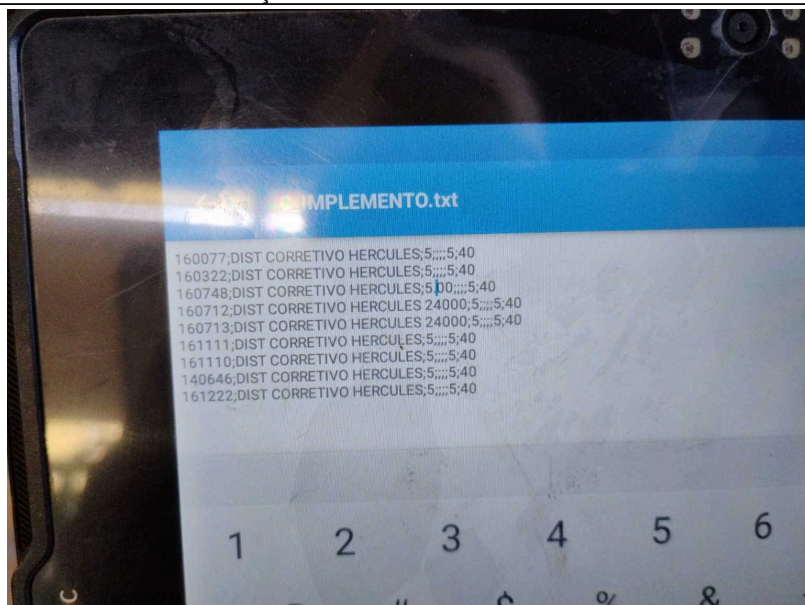 IMPLEMENTO.txt
160077;DIST CORRETIVO HERCULES;5;;;;5;40
160322;DIST CORRETIVO HERCULES;5;;;;5;40
160748;DIST CORRETIVO HERCULES;5.00;;;;5;40
160712;DIST CORRETIVO HERCULES 24000;5;;;;5;40
160713;DIST CORRETIVO HERCULES 24000;5;;;;5;40
161111;DIST CORRETIVO HERCULES;5;;;;5;40
161110;DIST CORRETIVO HERCULES;5;;;;5;40
140646;DIST CORRETIVO HERCULES;5;;;;5;40
161222;DIST CORRETIVO HERCULES;5;;;;5;40
1 2 3 4 5 6
# $ % &